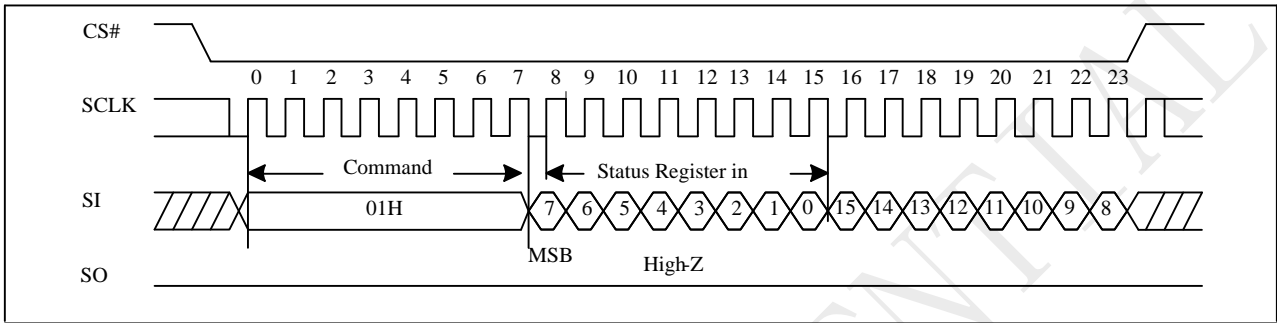 CS#
0 1 2 3 4 5 6 7 8 9 10 11 12 13 14 15 16 17 18 19 20 21 22 23
SCLK
Command Status Register in
SI 01H 7 6 5 4 3 2 1 0 15 14 13 12 11 10 9 8
MSB High-Z
SO
ENTIAL